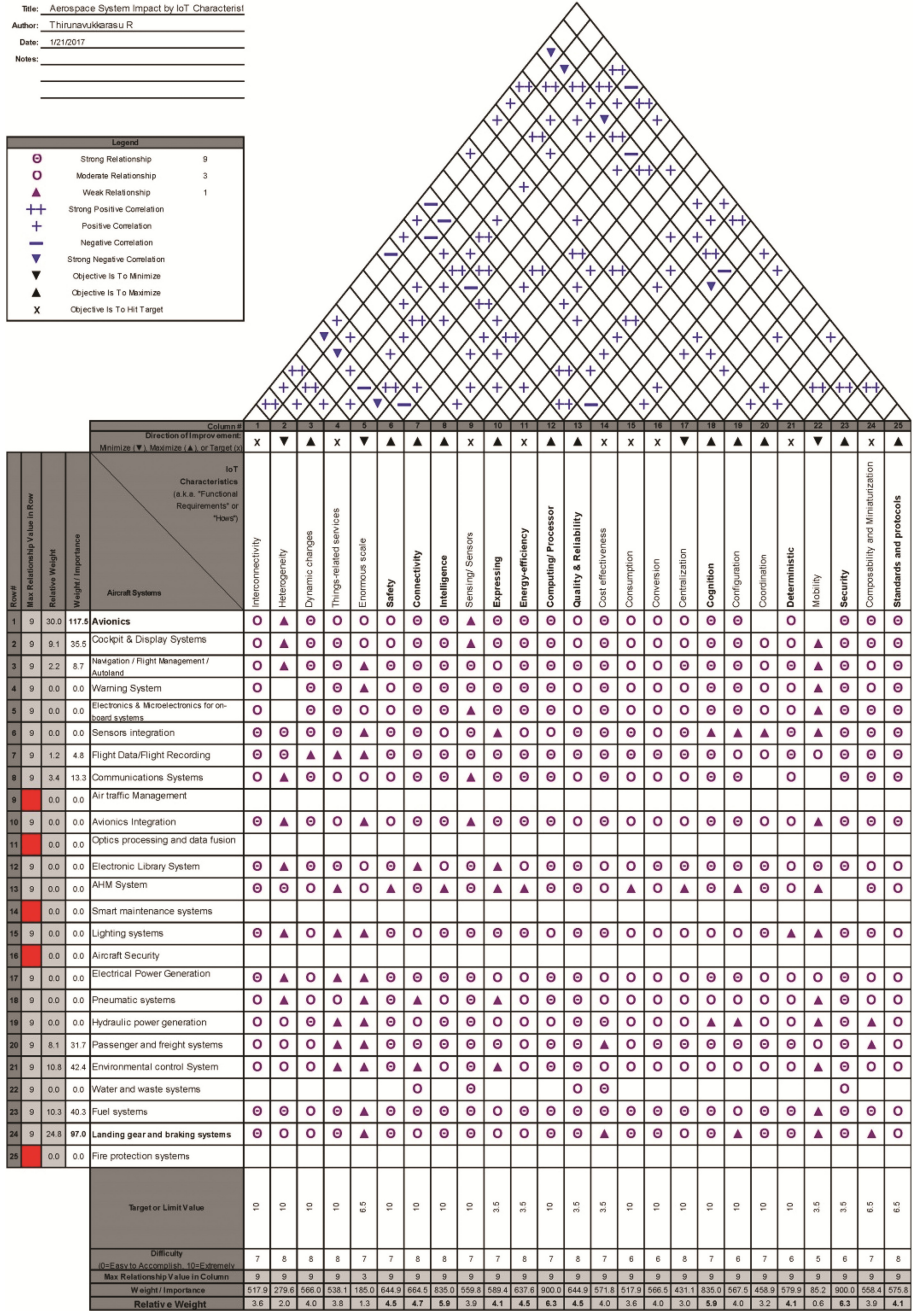 Title: Aerospace System Impact by IoT Characterist
Author: Thirunavukkarasu R
Date: 1/21/2017
Notes:
Legend
Strong Relationship 9
Moderate Relationship 3
Weak Relationship 1
Strong Positive Correlation
Positive Correlation
Negative Correlation
Strong Negative Correlation
Objective Is To Minimize
Objective Is To Maximize
X Objective Is To Hit Target
Column # 1 2 3 4 5 6 7 8 9 10 11 12 13 14 15 16 17 18 19 20 21 22 23 24 25
Direction of Improvement:
Minimize (▼), Maximize (▲), or Target (x)
x ▼ ▲ x ▼ ▲ ▲ ▲ x ▲ x ▲ ▲ x x x ▼ ▲ ▲ ▲ x ▼ ▲ x ▲
Row #
Max Relationship Value in Row
Relative Weight
Weight / Importance
IoT
Characteristics
(a.k.a. "Functional
Requirements" or
"Hows")
Aircraft Systems
Interconnectivity
Heterogeneity
Dynamic changes
Things-related services
Enormous scale
Safety
Connectivity
Intelligence
Sensing/ Sensors
Expressing
Energy-efficiency
Computing/ Processor
Quality & Reliability
Cost effectiveness
Consumption
Conversion
Centralization
Cognition
Configuration
Coordination
Deterministic
Mobility
Security
Composability and Miniaturization
Standards and protocols
1 9 30.0 117.5 Avionics
2 9 9.1 35.5 Cockpit & Display Systems
3 9 2.2 8.7 Navigation / Flight Management /
Autoland
4 9 0.0 0.0 Warning System
5 9 0.0 0.0 Electronics & Microelectronics for on-
board systems
6 9 0.0 0.0 Sensors integration
7 9 1.2 4.8 Flight Data/Flight Recording
8 9 3.4 13.3 Communications Systems
9 0.0 0.0 Air traffic Management
10 9 0.0 0.0 Avionics Integration
11 0.0 0.0 Optics processing and data fusion
12 9 0.0 0.0 Electronic Library System
13 9 0.0 0.0 AHM System
14 0.0 0.0 Smart maintenance systems
15 9 0.0 0.0 Lighting systems
16 0.0 0.0 Aircraft Security
17 9 0.0 0.0 Electrical Power Generation
18 9 0.0 0.0 Pneumatic systems
19 9 0.0 0.0 Hydraulic power generation
20 9 8.1 31.7 Passenger and freight systems
21 9 10.8 42.4 Environmental control System
22 9 0.0 0.0 Water and waste systems
23 9 10.3 40.3 Fuel systems
24 9 24.8 97.0 Landing gear and braking systems
25 0.0 0.0 Fire protection systems
Target or Limit Value 10 10 10 10 6.5 10 10 10 10 3.5 3.5 10 3.5 3.5 10 10 10 10 10 10 10 3.5 3.5 6.5 6.5
Difficulty
(0=Easy to Accomplish, 10=Extremely
7 8 8 8 7 7 8 8 8 7 7 8 8 7 6 6 8 7 6 7 6 5 6 7 8
Max Relationship Value in Column 9 9 9 9 3 9 9 9 9 9 9 9 9 9 9 9 9 9 9 9 9 9 9 9 9
Weight / Importance 517.9 279.6 566.0 538.1 185.0 644.9 664.5 835.0 559.8 589.4 637.6 900.0 644.9 571.8 517.9 566.5 431.1 835.0 567.5 458.9 579.1 85.2 900.0 558.4 575.8
Relative Weight 3.6 2.0 4.0 3.8 1.3 4.5 4.7 5.9 3.9 4.1 4.5 6.3 4.5 4.0 3.6 4.0 3.0 5.9 4.0 3.2 4.1 0.6 6.3 3.9 4.1